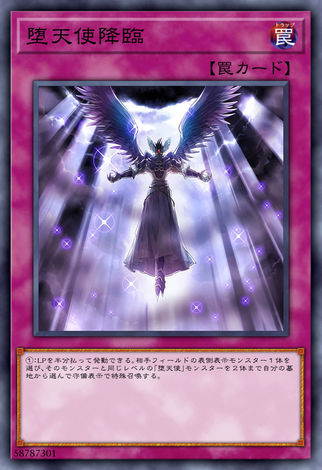 堕天使降臨
トラップ
罠
【罠カード】
①:LPを半分払って発動できる。相手フィールドの表側表示モンスター１体を
選び、そのモンスターと同じレベルの「堕天使」モンスターを２体まで自分の墓
地から選んで守備表示で特殊召喚する。
58787301